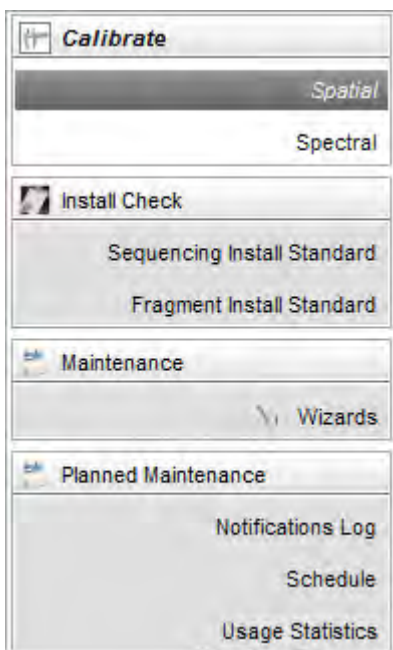 Calibrate
Spatial
Spectral
Install Check
Sequencing Install Standard
Fragment Install Standard
Maintenance
Wizards
Planned Maintenance
Notifications Log
Schedule
Usage Statistics